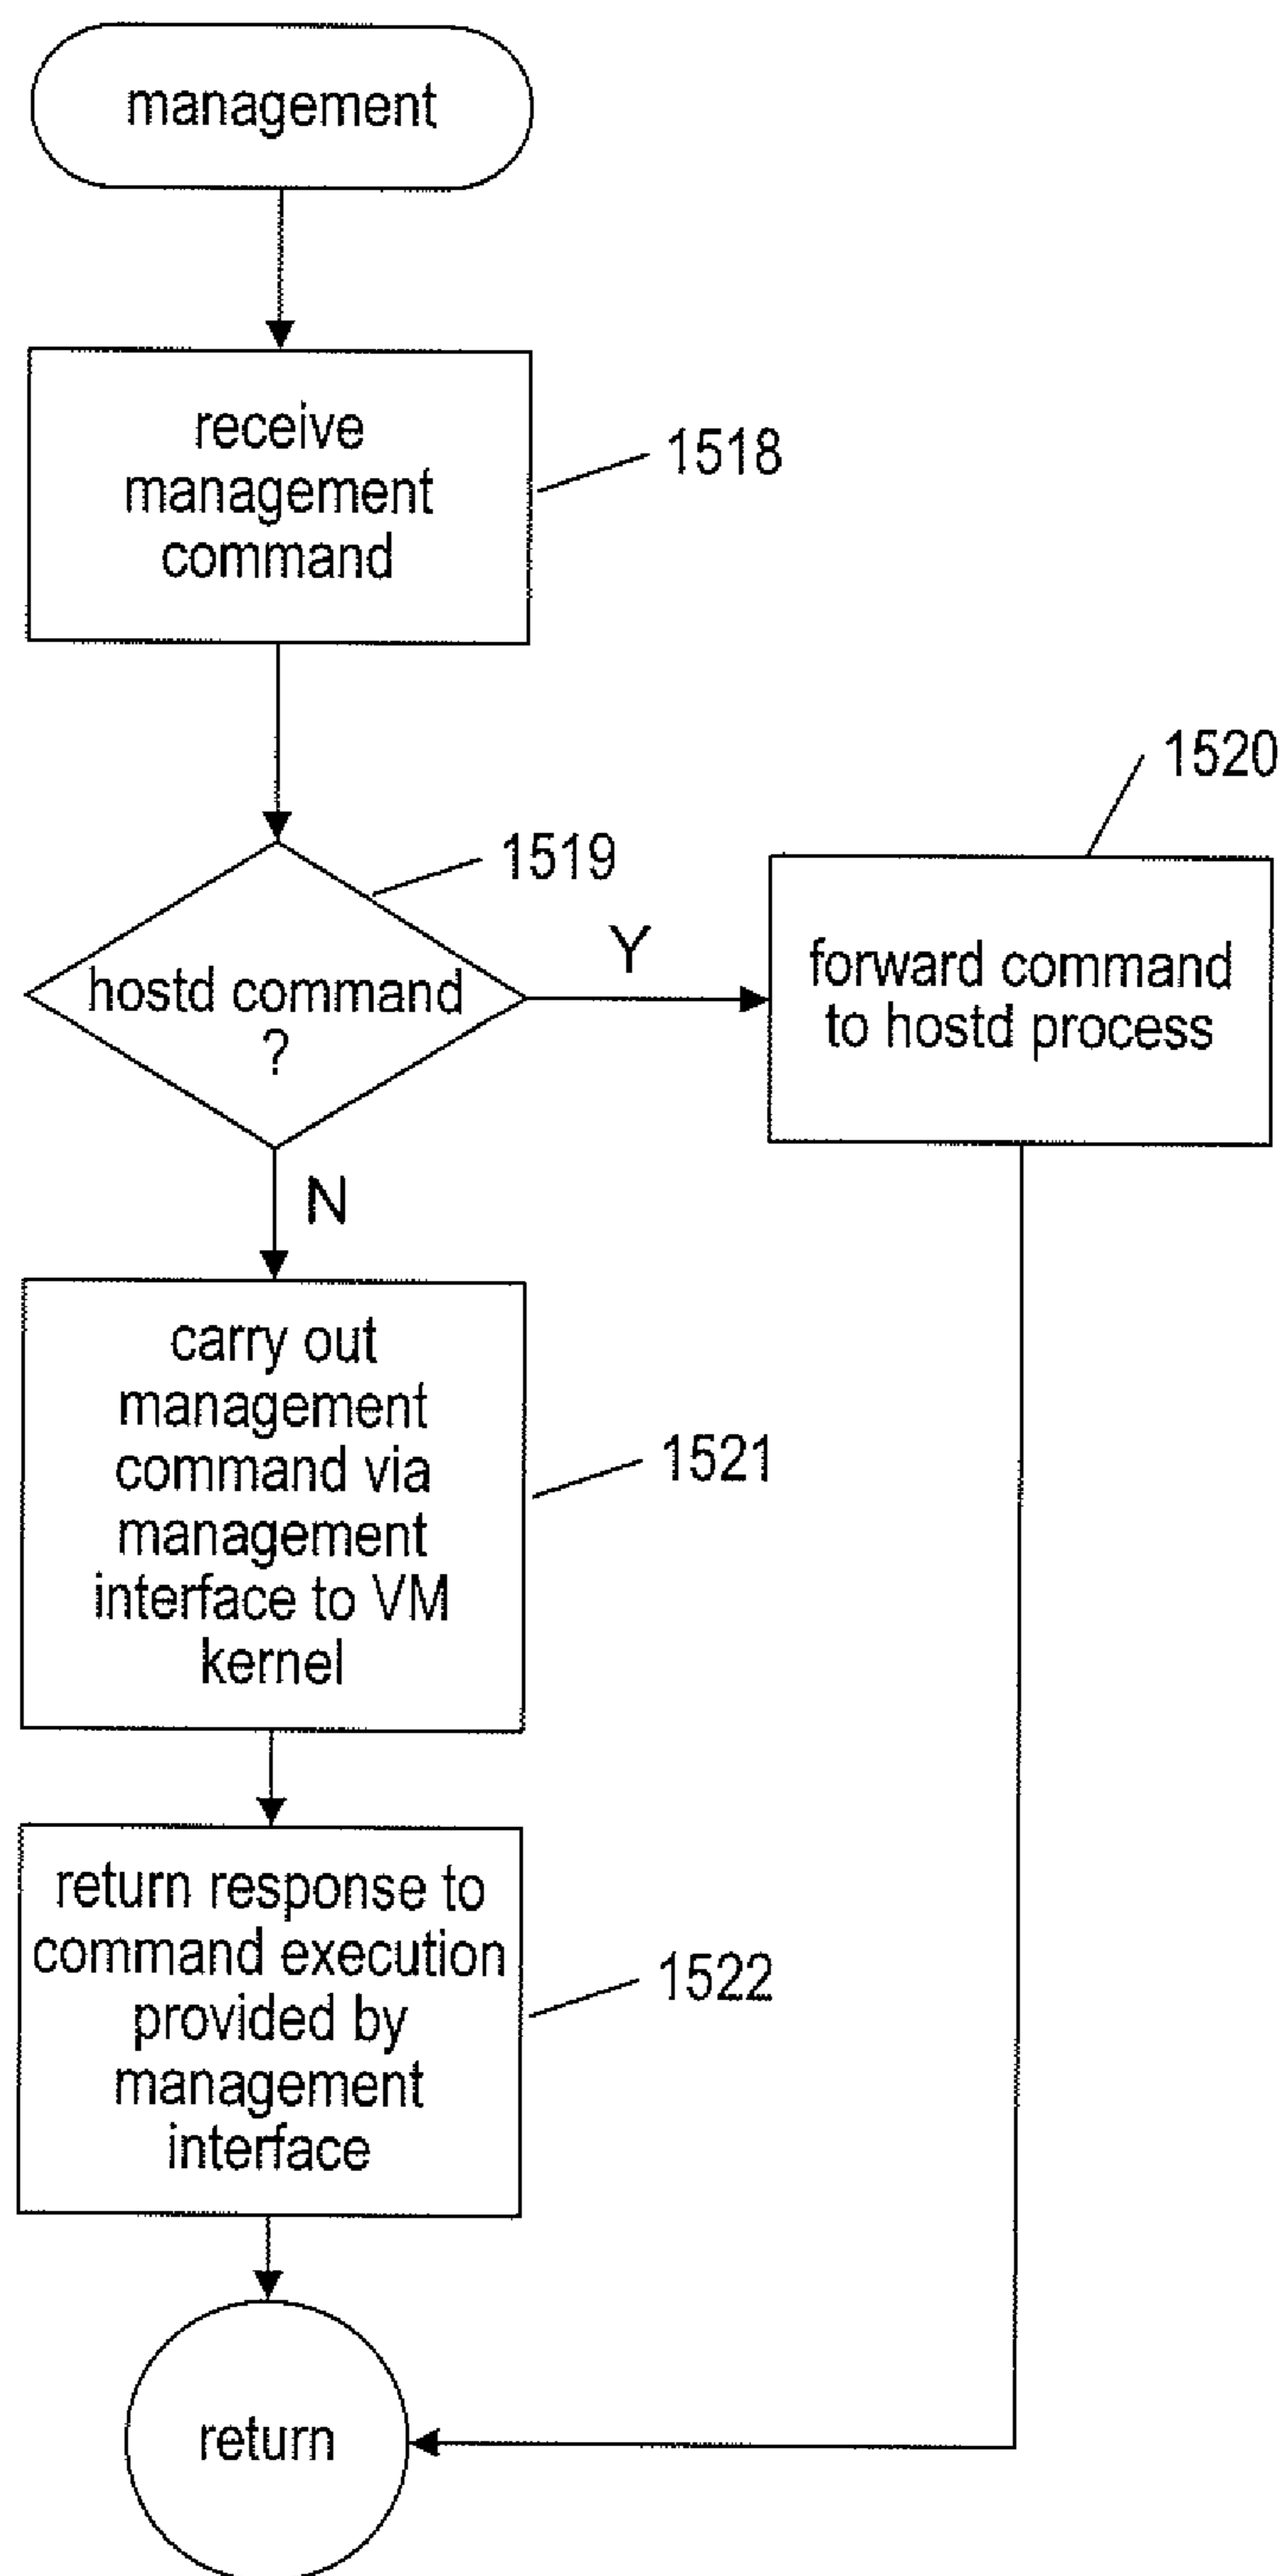 management
receive
management
command
1518
1520
1519
hostd command
?
Y
forward command
to hostd process
N
carry out
management
command via
management
interface to VM
kernel
1521
return response to
command execution
provided by
management
interface
1522
return